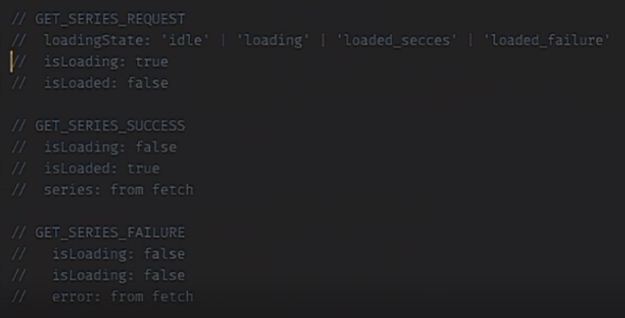 // GET_SERIES_REQUEST
// loadingState: 'idle' | 'loading' | 'loaded_secces' | 'loaded_failure'
// isLoading: true
// isLoaded: false
// GET_SERIES_SUCCESS
// isLoading: false
// isLoaded: true
// series: from fetch
// GET_SERIES_FAILURE
// isLoading: false
// isLoading: false
// error: from fetch